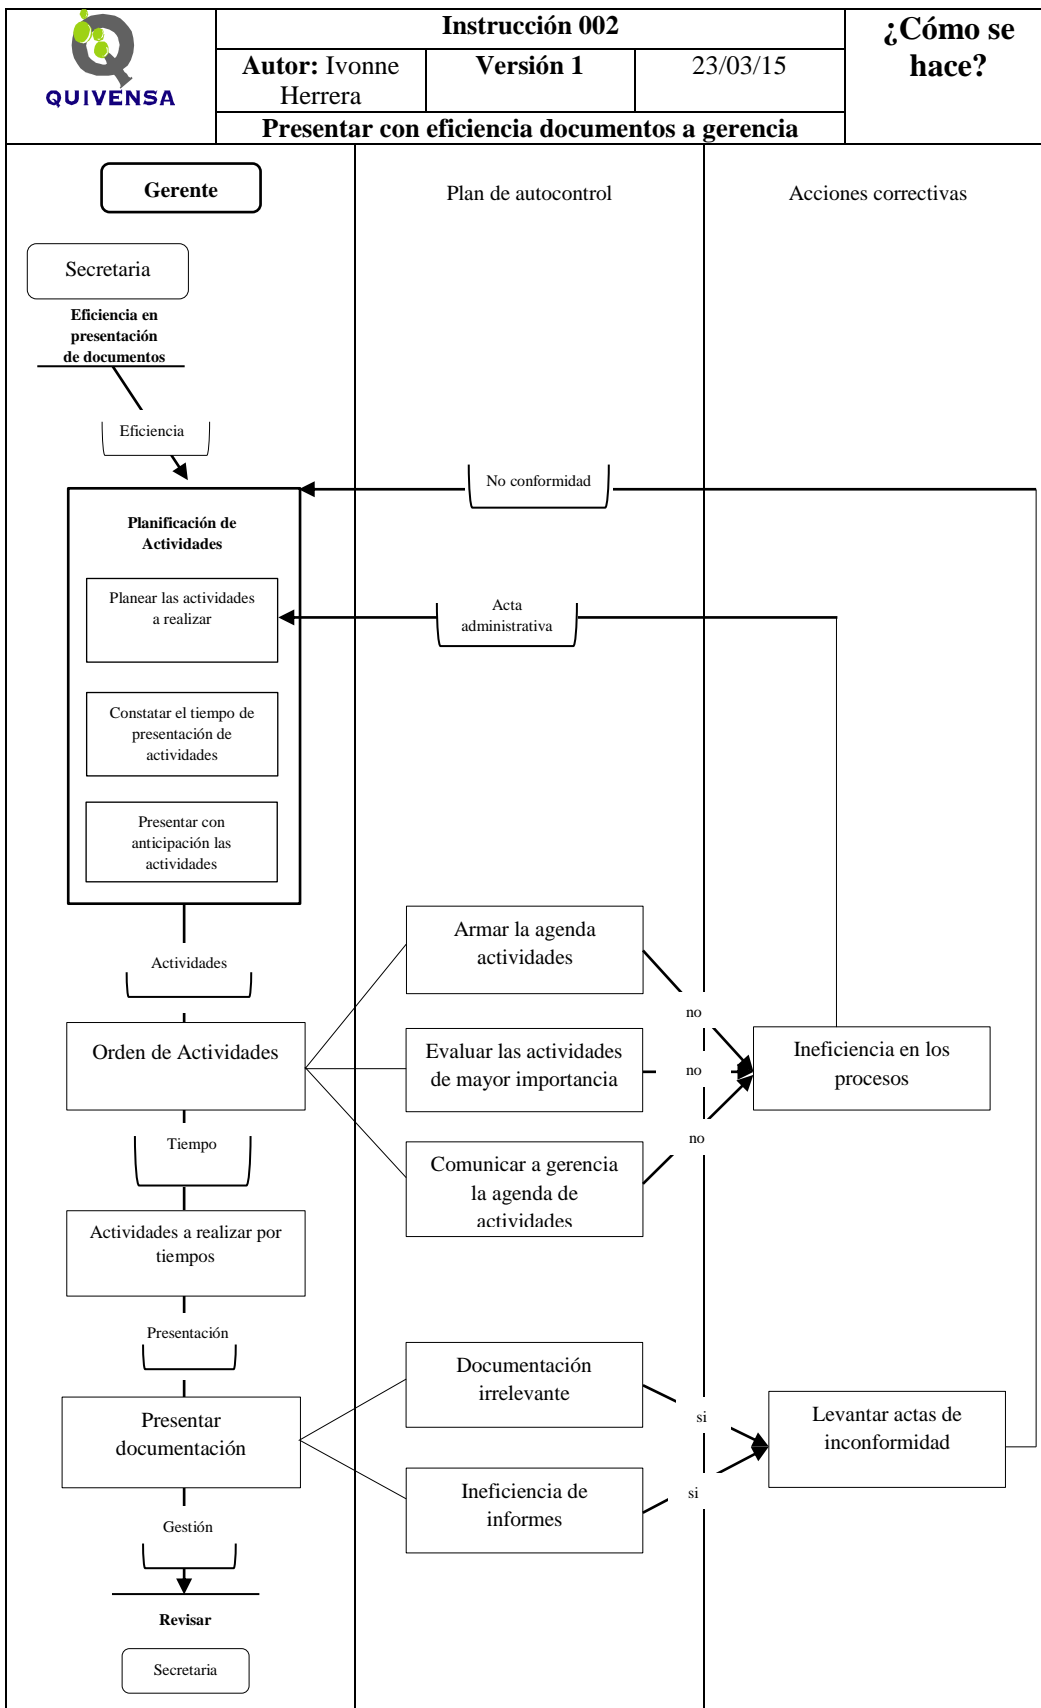 QUIVENSA
Instrucción 002
¿Cómo se
hace?
Autor: Ivonne
Herrera
Versión 1
23/03/15
Presentar con eficiencia documentos a gerencia
Gerente
Plan de autocontrol
Acciones correctivas
Secretaria
Eficiencia en
presentación
de documentos
Eficiencia
No conformidad
Planificación de
Actividades
Planear las actividades
a realizar
Acta
administrativa
Constatar el tiempo de
presentación de
actividades
Presentar con
anticipación las
actividades
Armar la agenda
actividades
Actividades
no
Orden de Actividades
Evaluar las actividades
de mayor importancia
no
Ineficiencia en los
procesos
Tiempo
no
Comunicar a gerencia
la agenda de
actividades
Actividades a realizar por
tiempos
Presentación
Documentación
irrelevante
si
Presentar
documentación
Levantar actas de
inconformidad
Ineficiencia de
informes
si
Gestión
Revisar
Secretaria